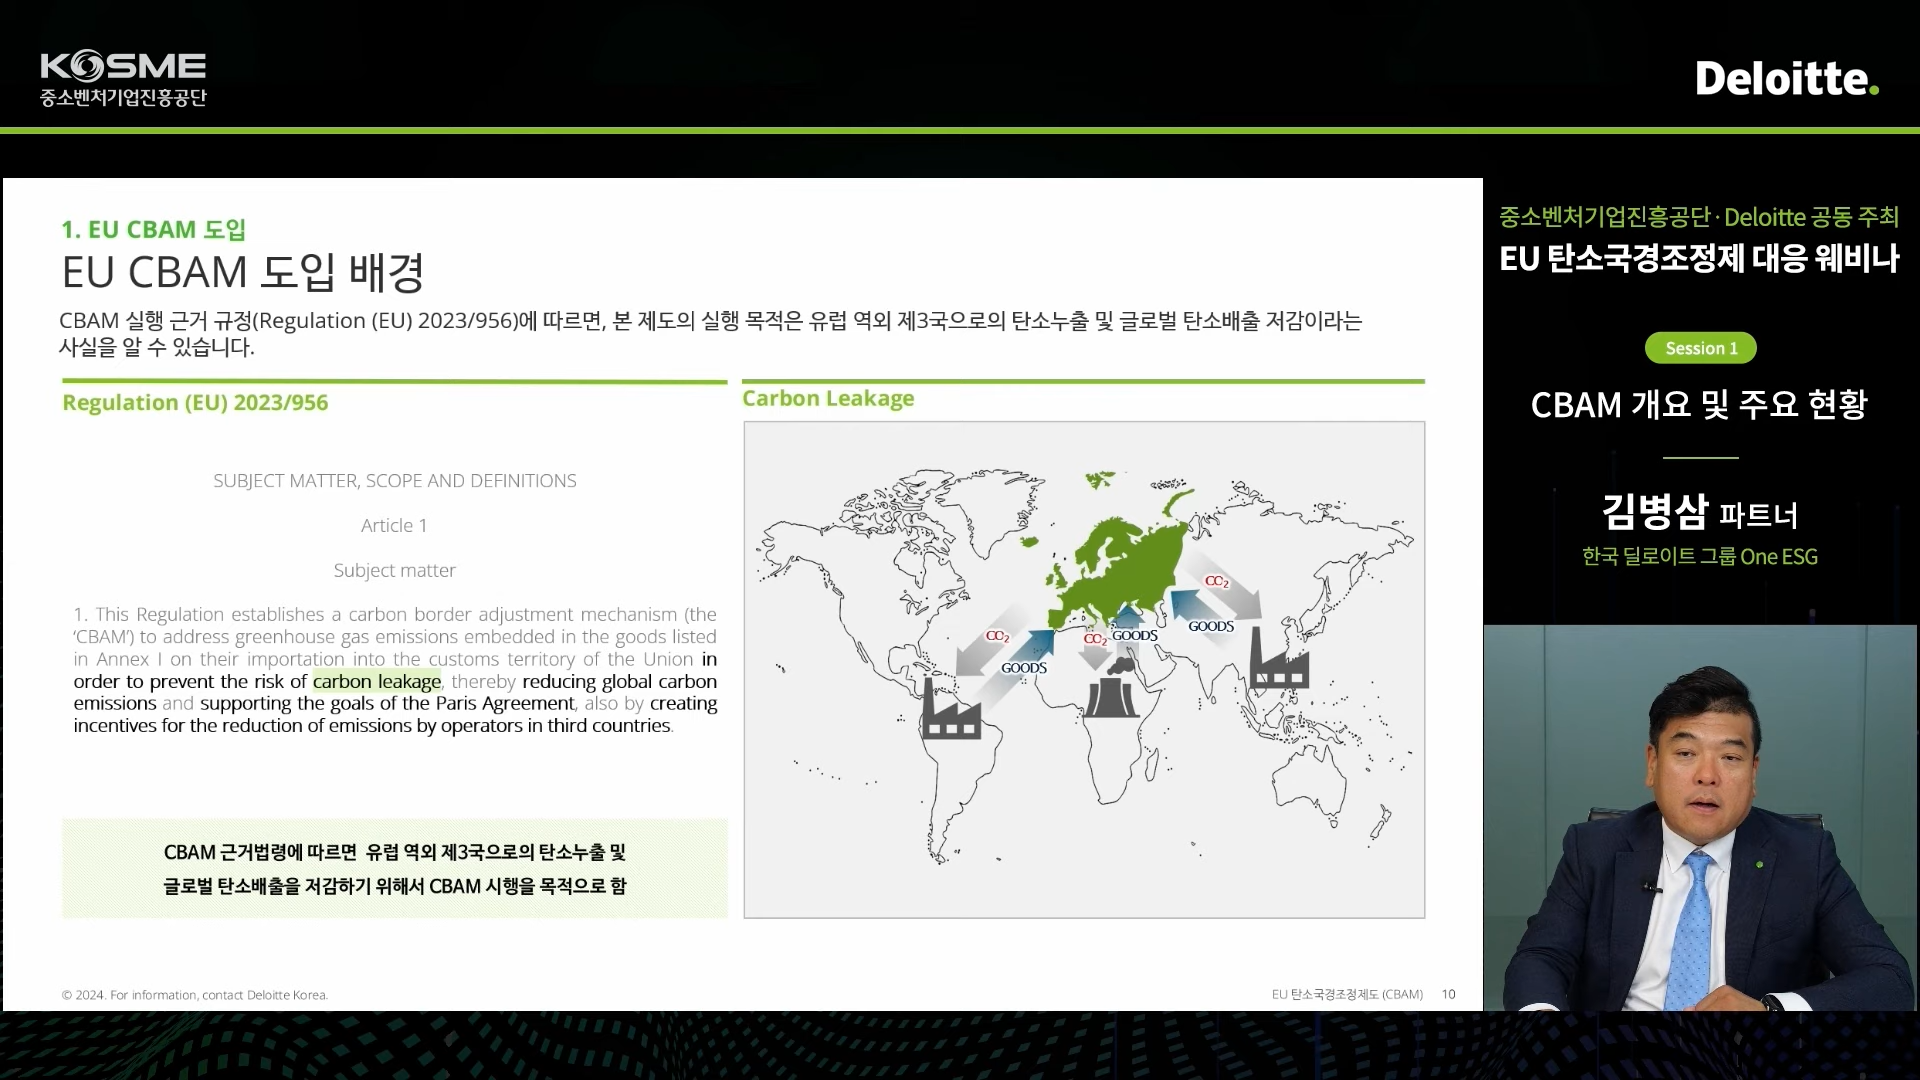 KOSME
중소벤처기업진흥공단
Deloitte.
1. EU CBAM 도입
EU CBAM 도입 배경
CBAM 실행 근거 규정(Regulation (EU) 2023/956)에 따르면, 본 제도의 실행 목적은 유럽 역외 제3국으로의 탄소누출 및 글로벌 탄소배출 저감이라는
사실을 알 수 있습니다.
Regulation (EU) 2023/956
SUBJECT MATTER, SCOPE AND DEFINITIONS
Article 1
Subject matter
1. This Regulation establishes a carbon border adjustment mechanism (the
‘CBAM’) to address greenhouse gas emissions embedded in the goods listed
in Annex I on their importation into the customs territory of the Union in
order to prevent the risk of carbon leakage, thereby reducing global carbon
emissions and supporting the goals of the Paris Agreement, also by creating
incentives for the reduction of emissions by operators in third countries.
CBAM 근거법령에 따르면 유럽 역외 제3국으로의 탄소누출 및
글로벌 탄소배출을 저감하기 위해서 CBAM 시행을 목적으로 함
Carbon Leakage
CO2
GOODS
CO2
GOODS
CO2
GOODS
© 2024. For information, contact Deloitte Korea.
EU 탄소국경조정제도 (CBAM) 10
중소벤처기업진흥공단 · Deloitte 공동 주최
EU 탄소국경조정제 대응 웨비나
Session 1
CBAM 개요 및 주요 현황
김병삼 파트너
한국 딜로이트 그룹 One ESG